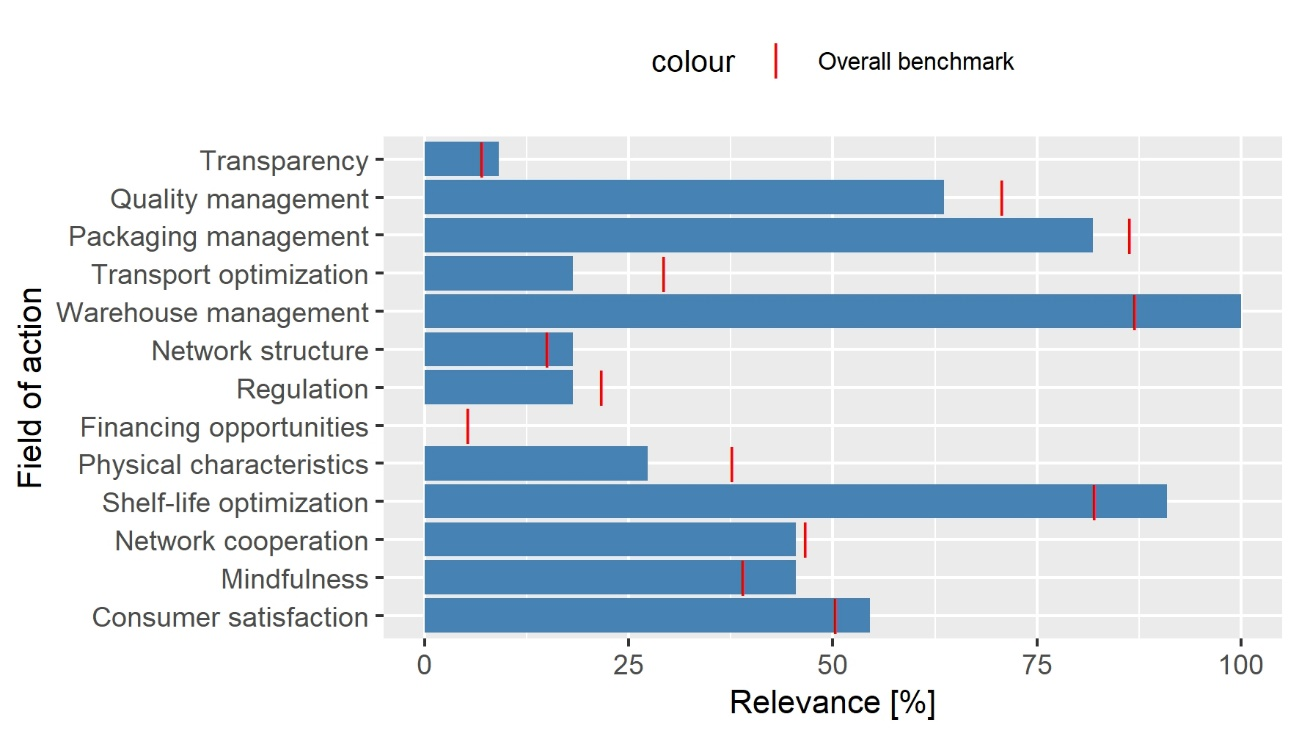 colour
Overall benchmark
Field of action
Transparency
Quality management
Packaging management
Transport optimization
Warehouse management
Network structure
Regulation
Financing opportunities
Physical characteristics
Shelf-life optimization
Network cooperation
Mindfulness
Consumer satisfaction
0 25 50 75 100
Relevance [%]